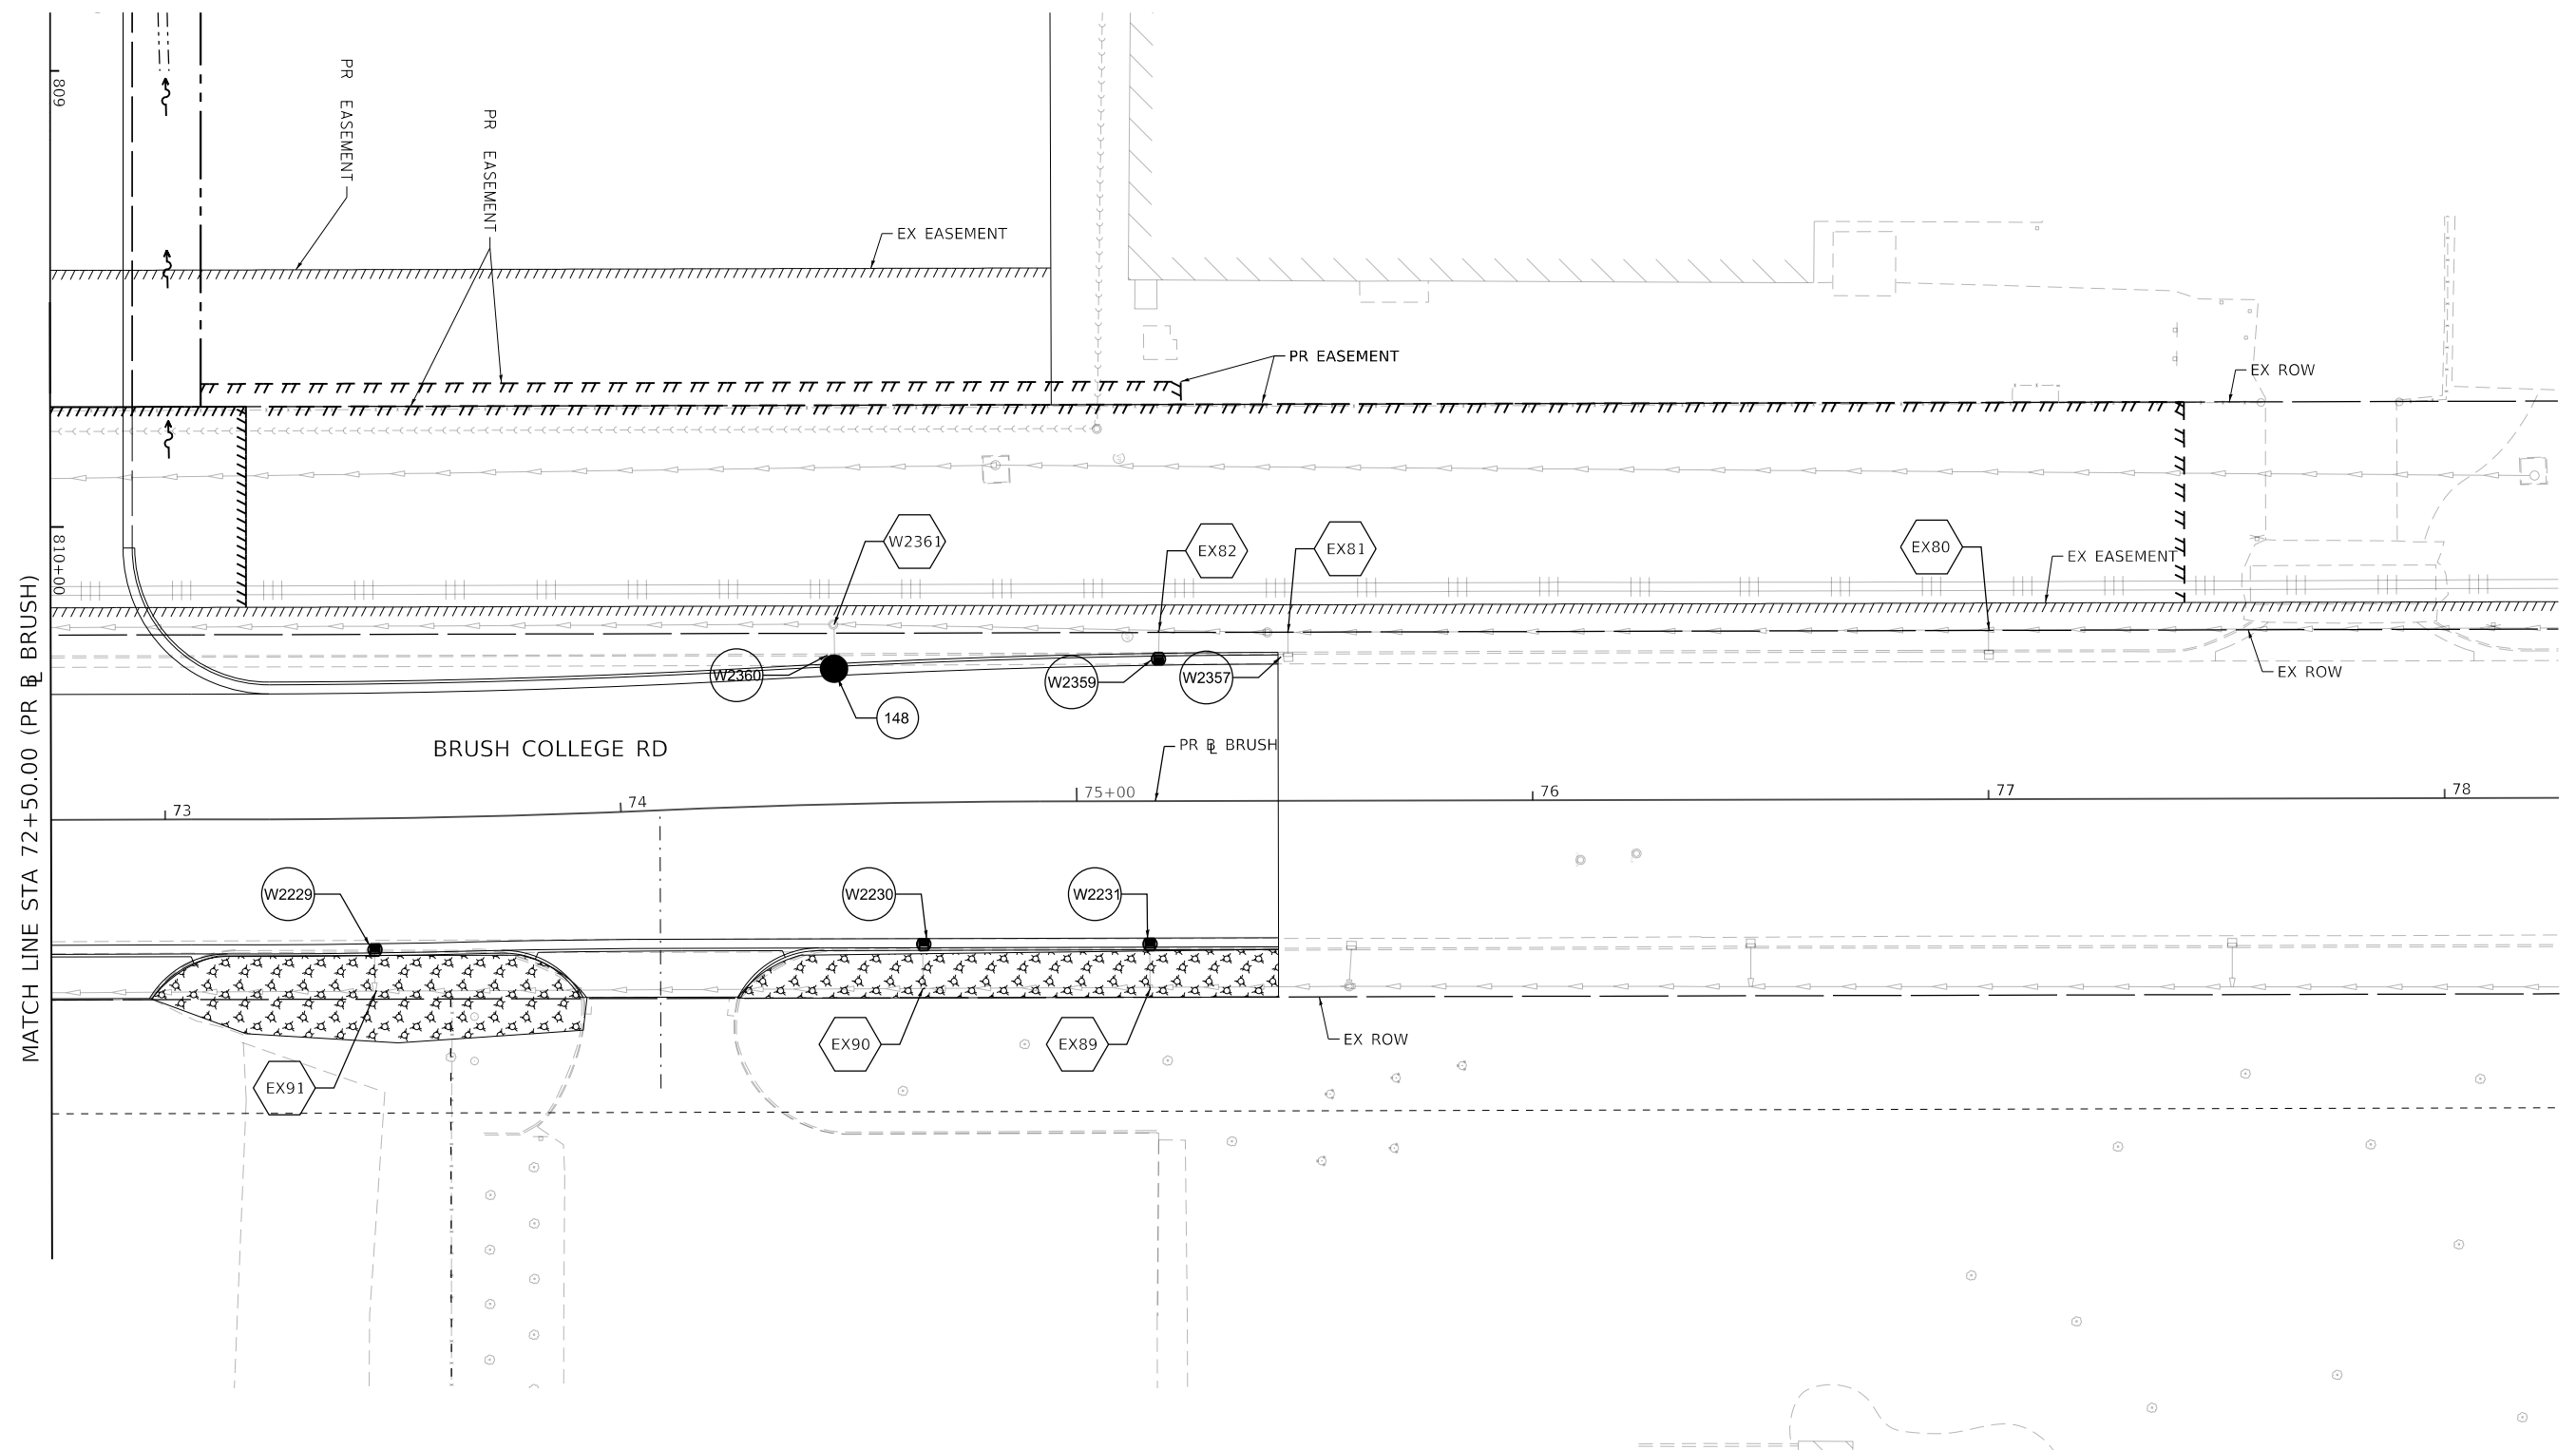 809
PR EASEMENT
PR EASEMENT
EX EASEMENT
PR EASEMENT
EX ROW
810+00
W2361
EX82
EX81
EX80
EX EASEMENT
W2360
W2359
W2357
EX ROW
148
BRUSH COLLEGE RD
PR BL BRUSH
73
74
75+00
76
77
78
MATCH LINE STA 72+50.00 (PR BL BRUSH)
W2229
W2230
W2231
EX90
EX89
EX ROW
EX91